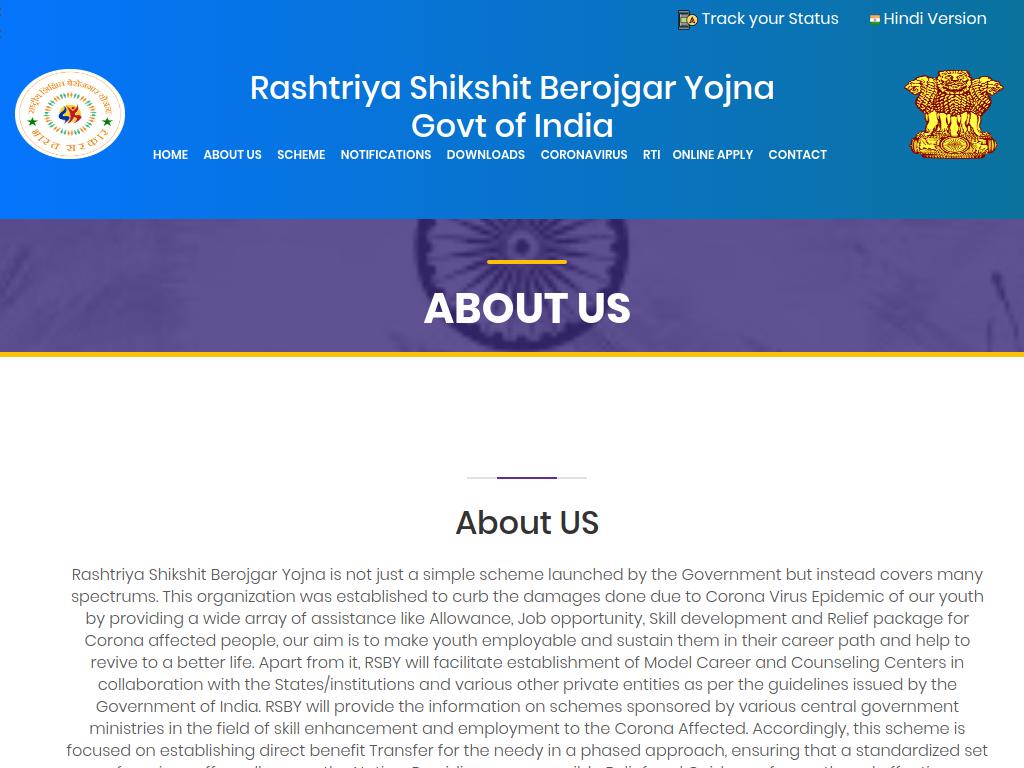 Track your Status
Hindi Version
राष्ट्रीय शिक्षित बेरोजगार योजना
भारत सरकार
Rashtriya Shikshit Berojgar Yojna
Govt of India
HOME ABOUT US SCHEME NOTIFICATIONS DOWNLOADS CORONAVIRUS RTI ONLINE APPLY CONTACT
ABOUT US
About US
Rashtriya Shikshit Berojgar Yojna is not just a simple scheme launched by the Government but instead covers many
spectrums. This organization was established to curb the damages done due to Corona Virus Epidemic of our youth
by providing a wide array of assistance like Allowance, Job opportunity, Skill development and Relief package for
Corona affected people, our aim is to make youth employable and sustain them in their career path and help to
revive to a better life. Apart from it, RSBY will facilitate establishment of Model Career and Counseling Centers in
collaboration with the States/institutions and various other private entities as per the guidelines issued by the
Government of India. RSBY will provide the information on schemes sponsored by various central government
ministries in the field of skill enhancement and employment to the Corona Affected. Accordingly, this scheme is
focused on establishing direct benefit Transfer for the needy in a phased approach, ensuring that a standardized set